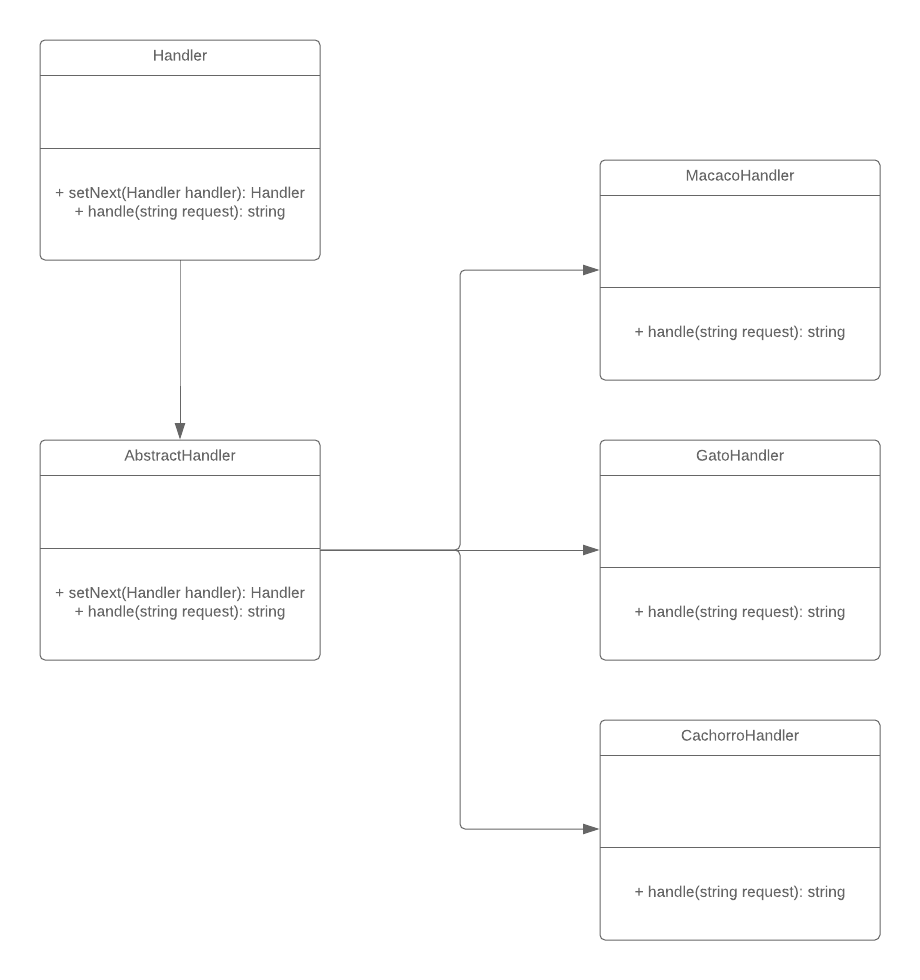 Handler
+ setNext(Handler handler): Handler
+ handle(string request): string
MacacoHandler
+ handle(string request): string
AbstractHandler
+ setNext(Handler handler): Handler
+ handle(string request): string
GatoHandler
+ handle(string request): string
CachorroHandler
+ handle(string request): string